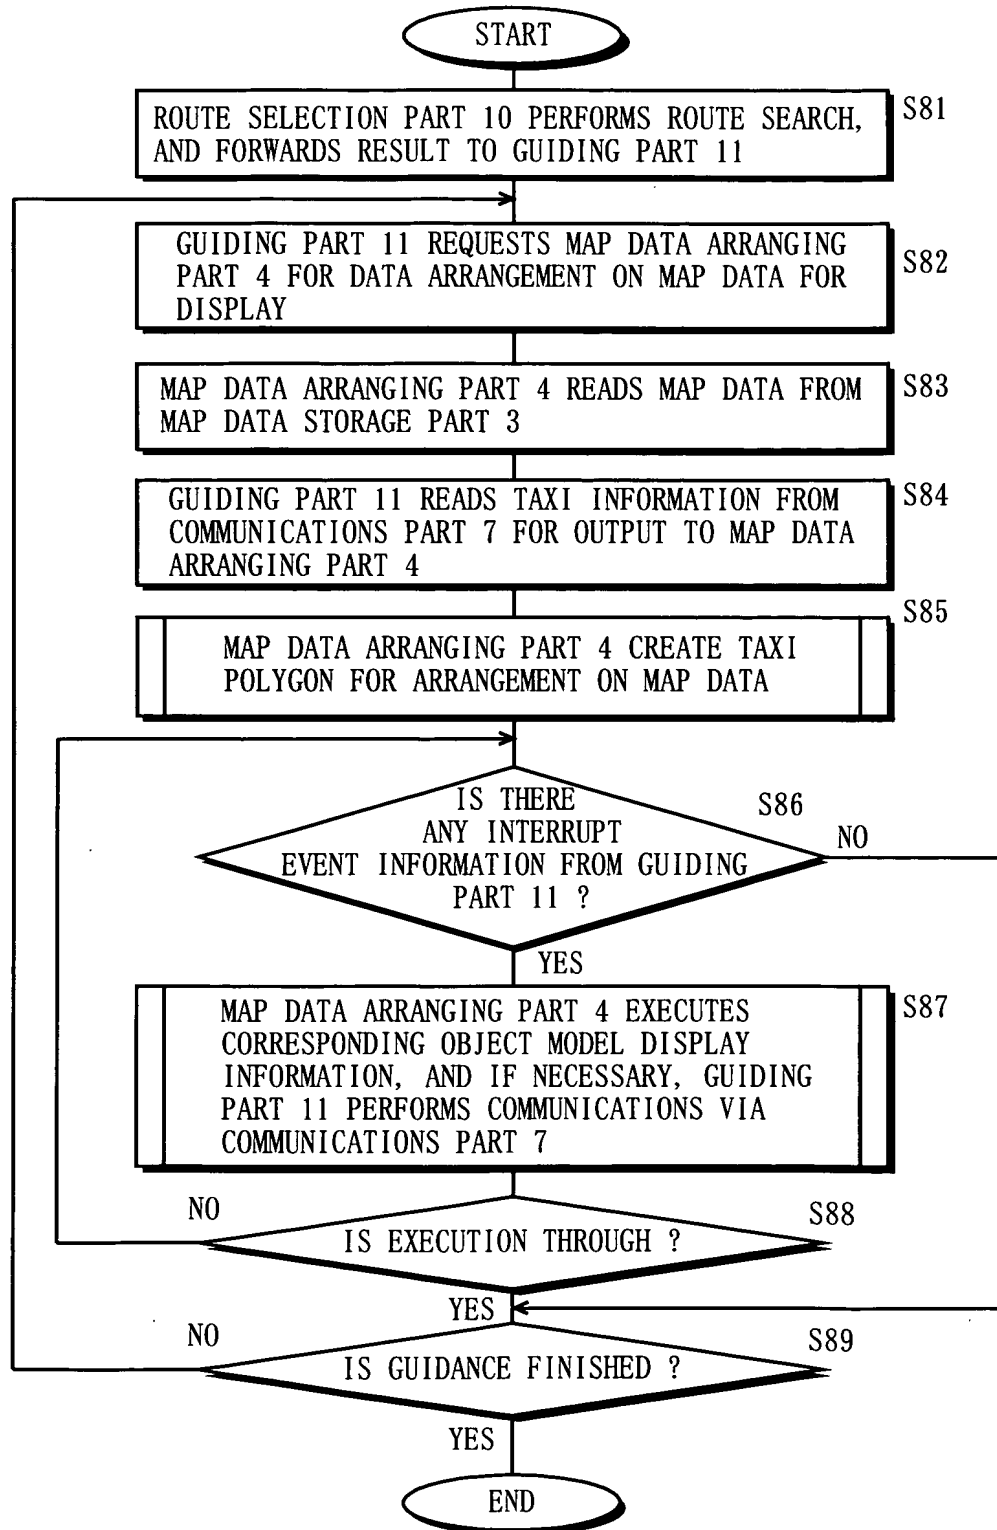 START
S81
ROUTE SELECTION PART 10 PERFORMS ROUTE SEARCH,
AND FORWARDS RESULT TO GUIDING PART 11
GUIDING PART 11 REQUESTS MAP DATA ARRANGING
PART 4 FOR DATA ARRANGEMENT ON MAP DATA FOR
DISPLAY
S82
MAP DATA ARRANGING PART 4 READS MAP DATA FROM
MAP DATA STORAGE PART 3
S83
GUIDING PART 11 READS TAXI INFORMATION FROM
COMMUNICATIONS PART 7 FOR OUTPUT TO MAP DATA
ARRANGING PART 4
S84
S85
MAP DATA ARRANGING PART 4 CREATE TAXI
POLYGON FOR ARRANGEMENT ON MAP DATA
IS THERE
ANY INTERRUPT
EVENT INFORMATION FROM GUIDING
PART 11 ?
S86
NO
YES
MAP DATA ARRANGING PART 4 EXECUTES
CORRESPONDING OBJECT MODEL DISPLAY
INFORMATION, AND IF NECESSARY, GUIDING
PART 11 PERFORMS COMMUNICATIONS VIA
COMMUNICATIONS PART 7
S87
NO
IS EXECUTION THROUGH ?
S88
YES
NO
IS GUIDANCE FINISHED ?
S89
YES
END